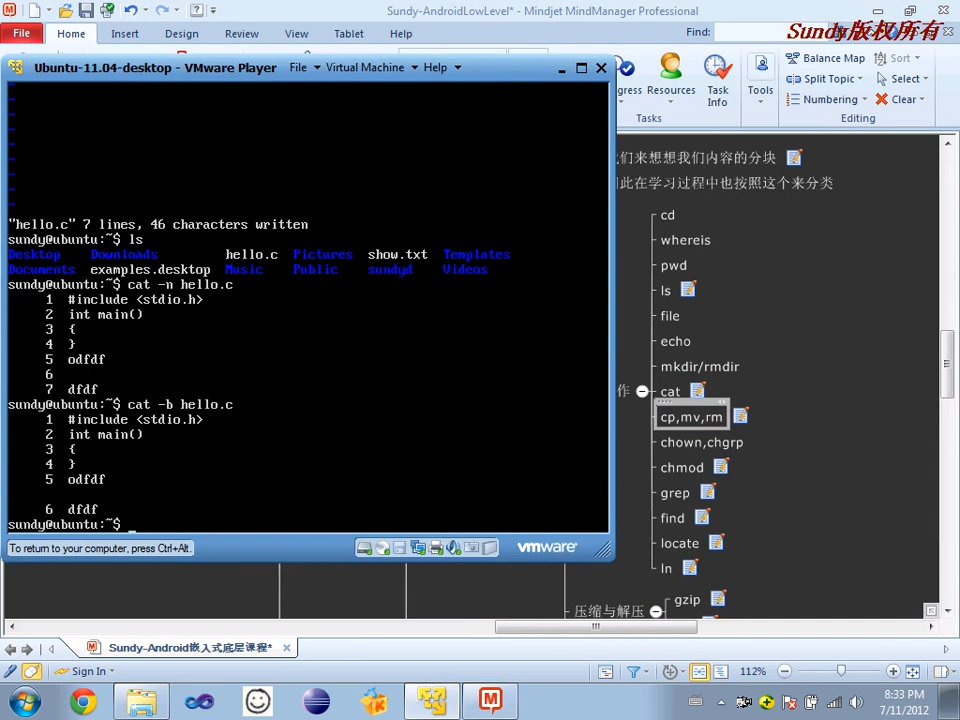 Sundy-AndroidLowLevel* - Mindjet MindManager Professional
File Home Insert Design Review View Tablet Help Find:
Sundy版权所有
Ubuntu-11.04-desktop - VMware Player File Virtual Machine Help
gress Resources Task Info Tools
Balance Map Sort
Split Topic Select
Numbering Clear
Tasks Editing
"hello.c" 7 lines, 46 characters written
sundy@ubuntu:~$ ls
Desktop Downloads hello.c Pictures show.txt Templates
Documents examples.desktop Music Public sundyd Videos
sundy@ubuntu:~$ cat -n hello.c
1 #include <stdio.h>
2 int main()
3 {
4 }
5 odfdf
6
7 dfdf
sundy@ubuntu:~$ cat -b hello.c
1 #include <stdio.h>
2 int main()
3 {
4 }
5 odfdf
6 dfdf
sundy@ubuntu:~$ _
To return to your computer, press Ctrl+Alt.
vmware
们来想想我们内容的分块
此在学习过程中也按照这个来分类
cd
whereis
pwd
ls
file
echo
mkdir/rmdir
作
cat
cp,mv,rm
chown,chgrp
chmod
grep
find
locate
ln
压缩与解压
gzip
Sundy-Android嵌入式底层课程*
Sign In
112%
8:33 PM
7/11/2012